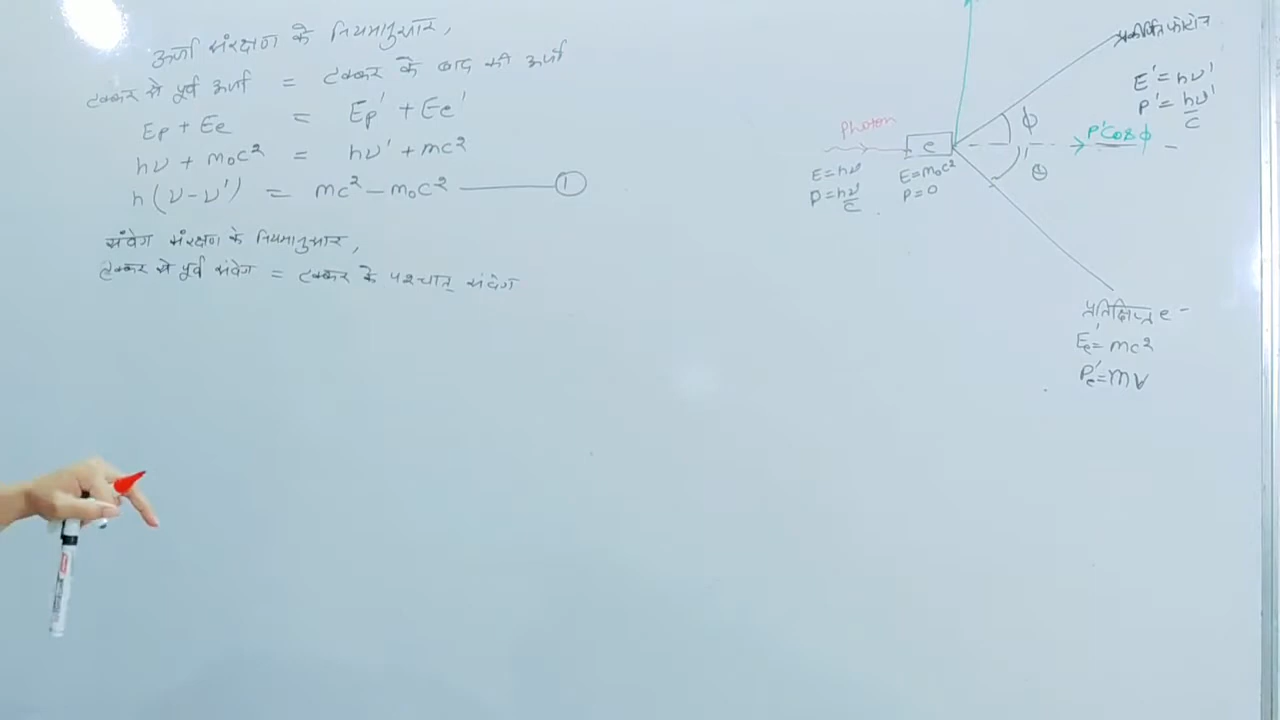 ऊर्जा संरक्षण के नियमानुसार,
टक्कर से पूर्व ऊर्जा = टक्कर के बाद की ऊर्जा
Ep + Ee = Ep' + Ee'
hν + m₀c² = hν' + mc²
h(ν - ν') = mc² - m₀c² ——— ①
संवेग संरक्षण के नियमानुसार,
टक्कर से पूर्व संवेग = टक्कर के पश्चात् संवेग
E' = hν'
P' = hν'/c
Photon
e
ϕ
P'Cosϕ
θ
E = hν
P = hν/c
E = m₀c²
P = 0
प्रतिक्षिप्त e-
Ee' = mc²
Pe' = mv